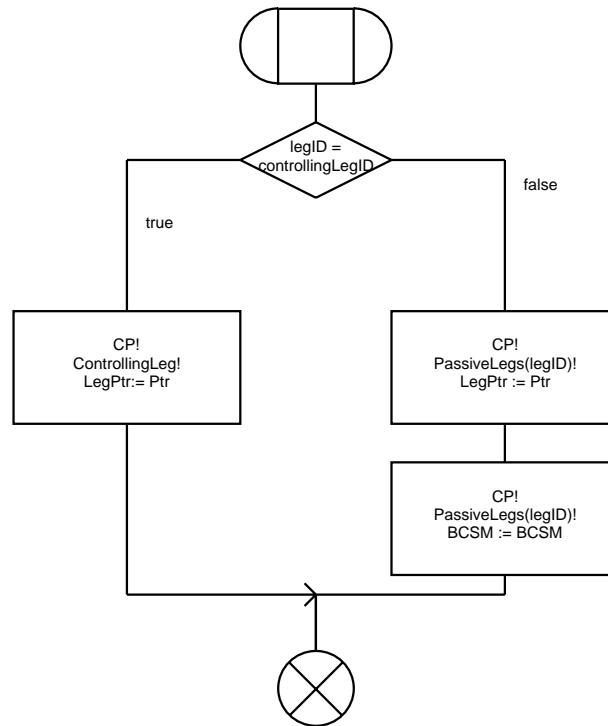 legID =
controllingLegID
true
false
CP!
ControllingLeg!
LegPtr:= Ptr
CP!
PassiveLegs(legID)!
LegPtr := Ptr
CP!
PassiveLegs(legID)!
BCSM := BCSM